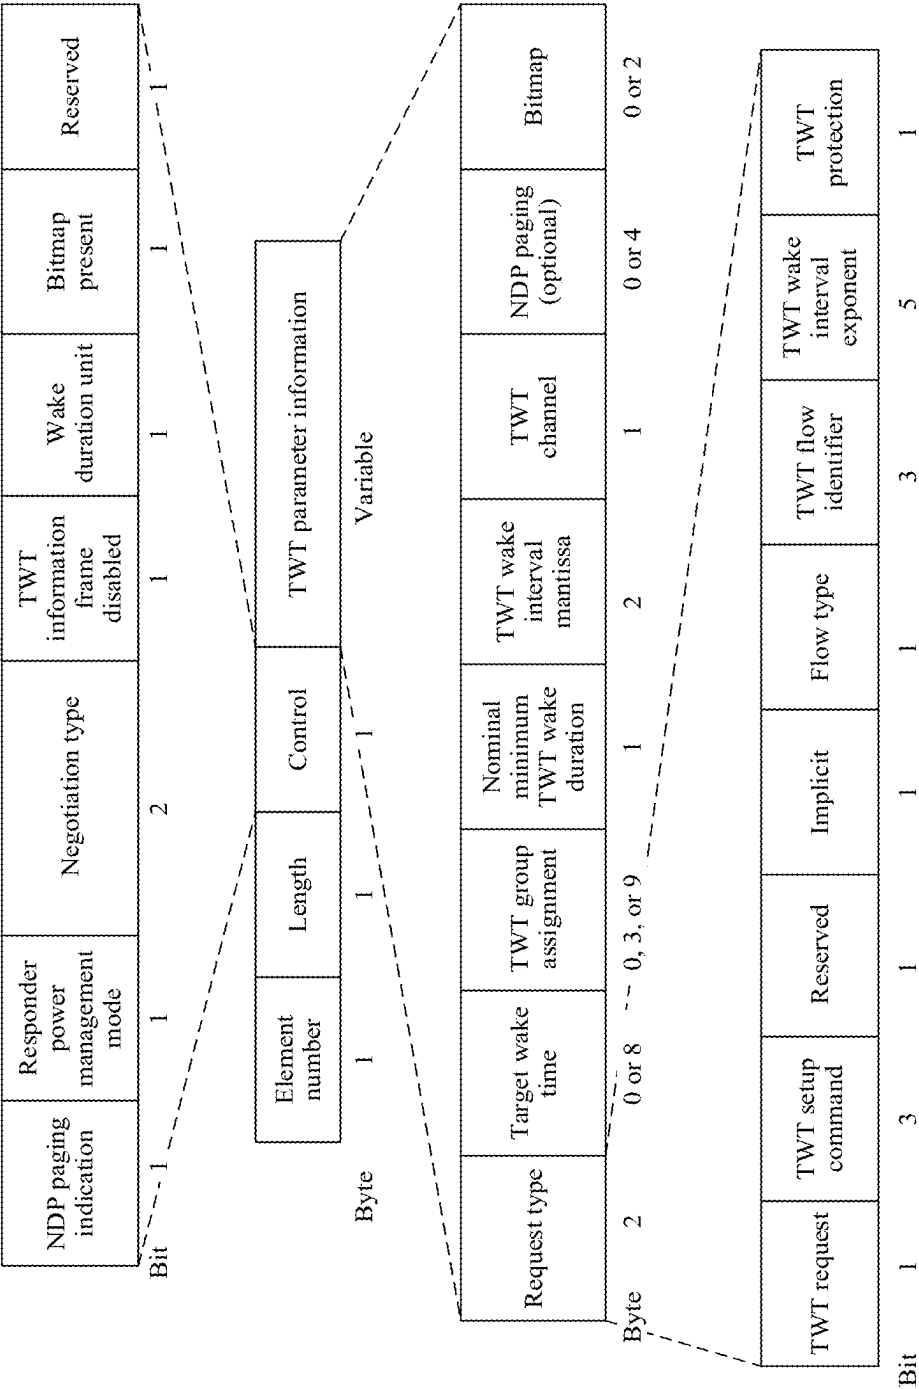 NDP paging
indication
Responder
power
management
mode
Negotiation type
TWT
information
frame
disabled
Wake
duration unit
Bitmap
present
Reserved
Bit
1
1
2
1
1
1
1
Element
number
Length
Control
TWT parameter information
Byte
1
1
1
Variable
Request type
Target wake
time
TWT group
assignment
Nominal
minimum
TWT wake
duration
TWT wake
interval
mantissa
TWT
channel
NDP paging
(optional)
Bitmap
Byte
2
0 or 8
0, 3, or 9
1
2
1
0 or 4
0 or 2
TWT request
TWT setup
command
Reserved
Implicit
Flow type
TWT flow
identifier
TWT wake
interval
exponent
TWT
protection
Bit
1
3
1
1
1
3
5
1